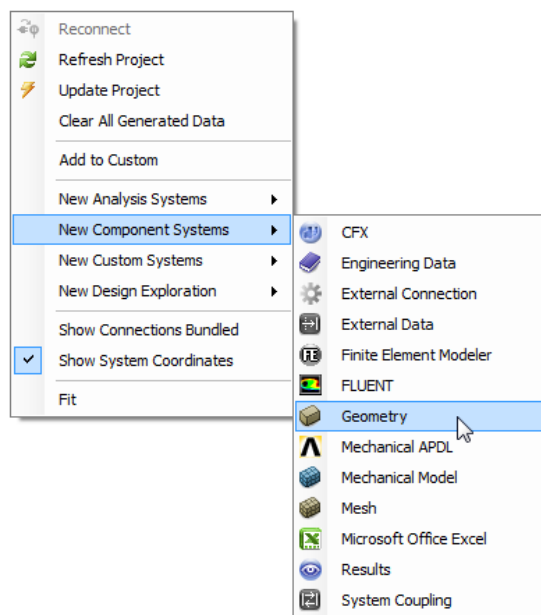 Reconnect
Refresh Project
Update Project
Clear All Generated Data
Add to Custom
New Analysis Systems
New Component Systems
New Custom Systems
New Design Exploration
Show Connections Bundled
Show System Coordinates
Fit
CFX
Engineering Data
External Connection
External Data
FE
Finite Element Modeler
FLUENT
Geometry
Mechanical APDL
Mechanical Model
Mesh
Microsoft Office Excel
Results
System Coupling